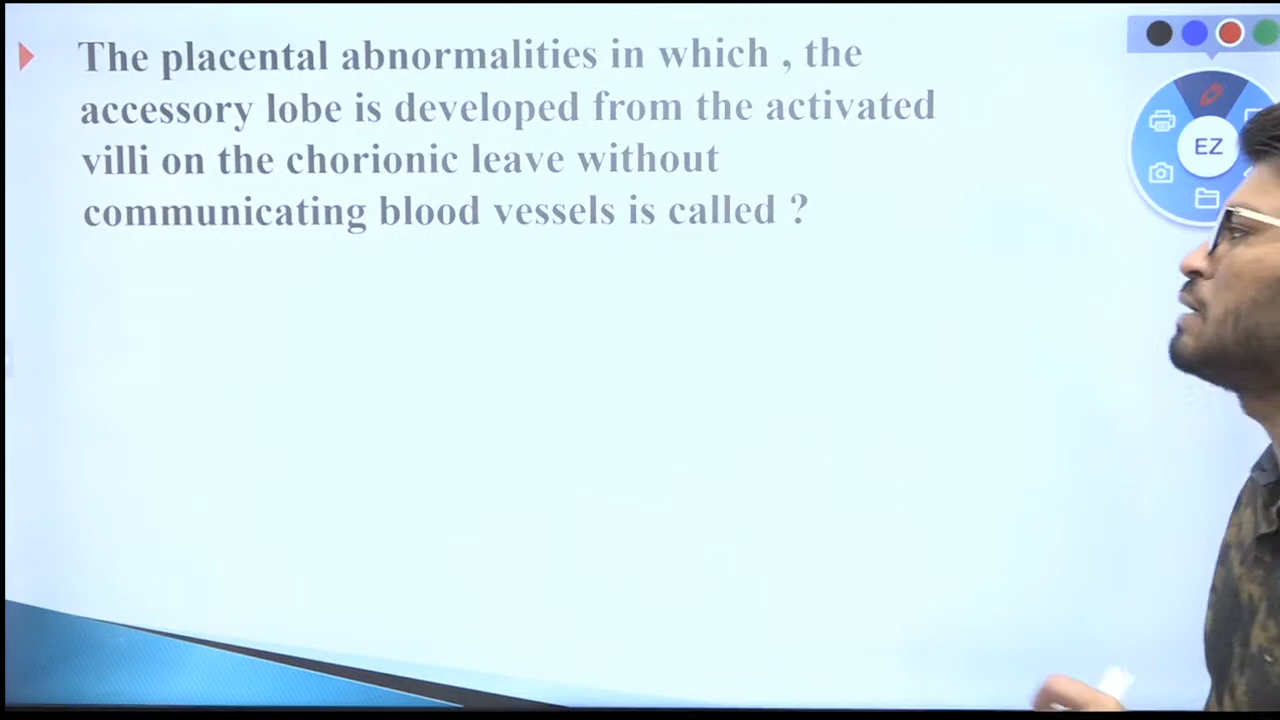 The placental abnormalities in which , the
accessory lobe is developed from the activated
villi on the chorionic leave without
communicating blood vessels is called ?
EZ